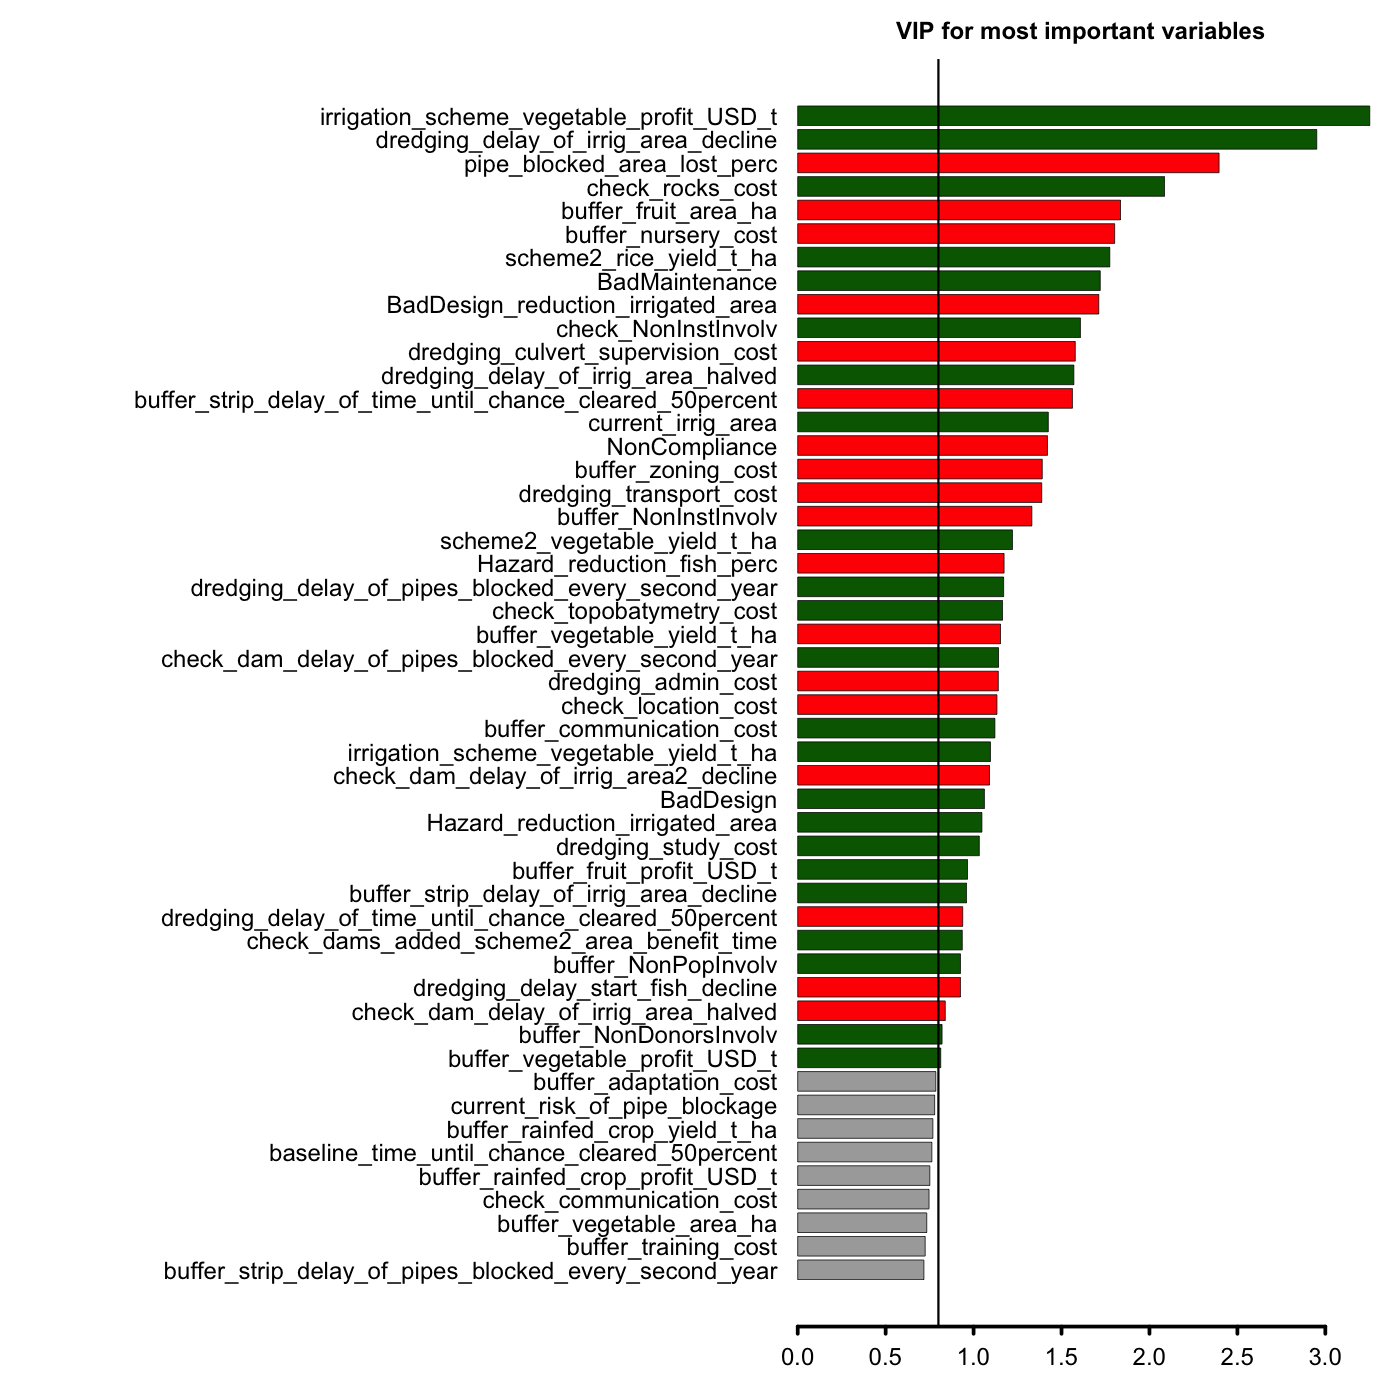 VIP for most important variables
irrigation_scheme_vegetable_profit_USD_t
dredging_delay_of_irrig_area_decline
pipe_blocked_area_lost_perc
check_rocks_cost
buffer_fruit_area_ha
buffer_nursery_cost
scheme2_rice_yield_t_ha
BadMaintenance
BadDesign_reduction_irrigated_area
check_NonInstInvolv
dredging_culvert_supervision_cost
dredging_delay_of_irrig_area_halved
buffer_strip_delay_of_time_until_chance_cleared_50percent
current_irrig_area
NonCompliance
buffer_zoning_cost
dredging_transport_cost
buffer_NonInstInvolv
scheme2_vegetable_yield_t_ha
Hazard_reduction_fish_perc
dredging_delay_of_pipes_blocked_every_second_year
check_topobatymetry_cost
buffer_vegetable_yield_t_ha
check_dam_delay_of_pipes_blocked_every_second_year
dredging_admin_cost
check_location_cost
buffer_communication_cost
irrigation_scheme_vegetable_yield_t_ha
check_dam_delay_of_irrig_area2_decline
BadDesign
Hazard_reduction_irrigated_area
dredging_study_cost
buffer_fruit_profit_USD_t
buffer_strip_delay_of_irrig_area_decline
dredging_delay_of_time_until_chance_cleared_50percent
check_dams_added_scheme2_area_benefit_time
buffer_NonPopInvolv
dredging_delay_start_fish_decline
check_dam_delay_of_irrig_area_halved
buffer_NonDonorsInvolv
buffer_vegetable_profit_USD_t
buffer_adaptation_cost
current_risk_of_pipe_blockage
buffer_rainfed_crop_yield_t_ha
baseline_time_until_chance_cleared_50percent
buffer_rainfed_crop_profit_USD_t
check_communication_cost
buffer_vegetable_area_ha
buffer_training_cost
buffer_strip_delay_of_pipes_blocked_every_second_year
0.0 0.5 1.0 1.5 2.0 2.5 3.0